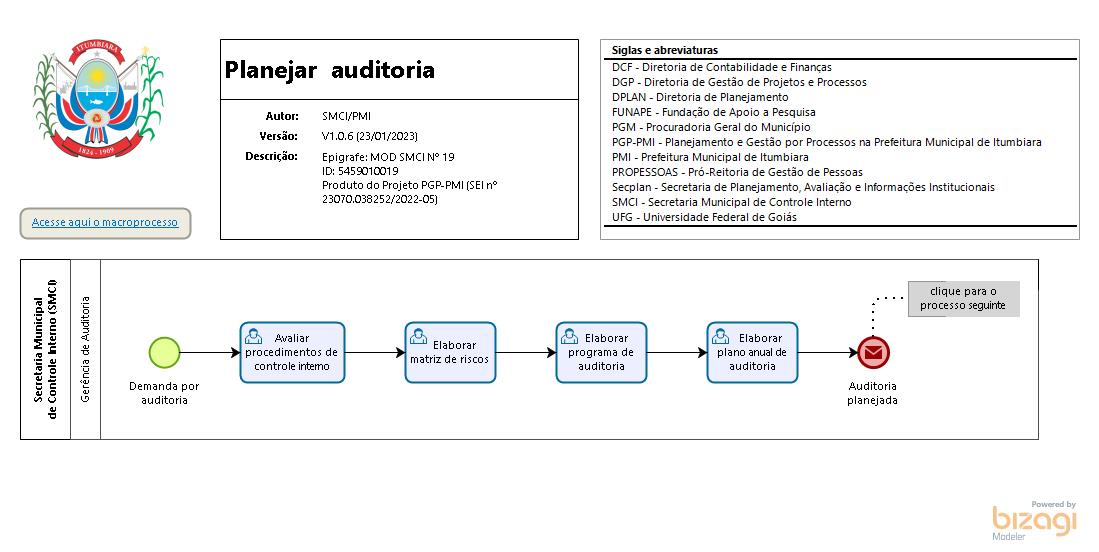 ITUMBIARA
1824 - 1909
Acesse aqui o macroprocesso
Planejar auditoria
Autor: SMCI/PMI
Versão: V1.0.6 (23/01/2023)
Descrição: Epigrafe: MOD SMCI Nº 19
ID: 5459010019
Produto do Projeto PGP-PMI (SEI nº
23070.038252/2022-05)
Siglas e abreviaturas
DCF - Diretoria de Contabilidade e Finanças
DGP - Diretoria de Gestão de Projetos e Processos
DPLAN - Diretoria de Planejamento
FUNAPE - Fundação de Apoio a Pesquisa
PGM - Procuradoria Geral do Município
PGP-PMI - Planejamento e Gestão por Processos na Prefeitura Municipal de Itumbiara
PMI - Prefeitura Municipal de Itumbiara
PROPESSOAS - Pró-Reitoria de Gestão de Pessoas
Secplan - Secretaria de Planejamento, Avaliação e Informações Institucionais
SMCI - Secretaria Municipal de Controle Interno
UFG - Universidade Federal de Goiás
Secretaria Municipal
de Controle Interno (SMCI)
Gerência de Auditoria
Demanda por
auditoria
Avaliar
procedimentos de
controle interno
Elaborar
matriz de riscos
Elaborar
programa de
auditoria
Elaborar
plano anual de
auditoria
clique para o
processo seguinte
Auditoria
planejada
Powered by
bizagi
Modeler